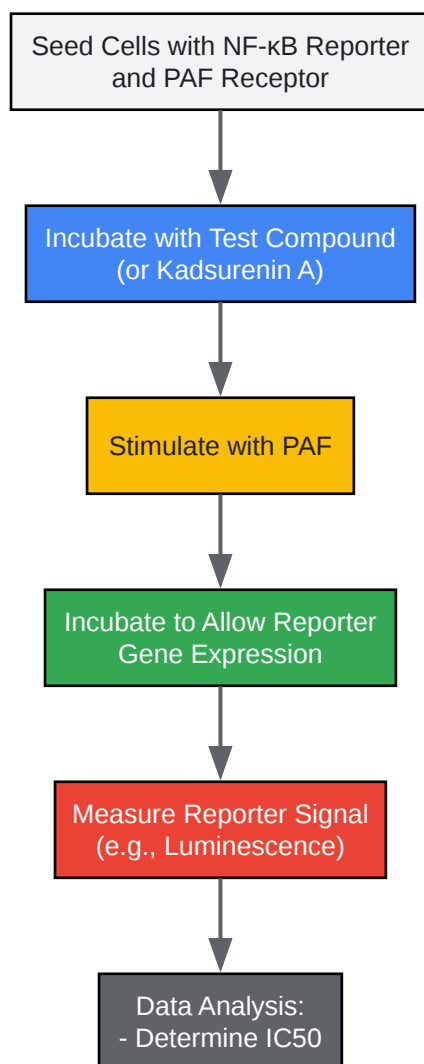 Seed Cells with NF-κB Reporter
and PAF Receptor
Incubate with Test Compound
(or Kadsurenin A)
Stimulate with PAF
Incubate to Allow Reporter
Gene Expression
Measure Reporter Signal
(e.g., Luminescence)
Data Analysis:
- Determine IC50